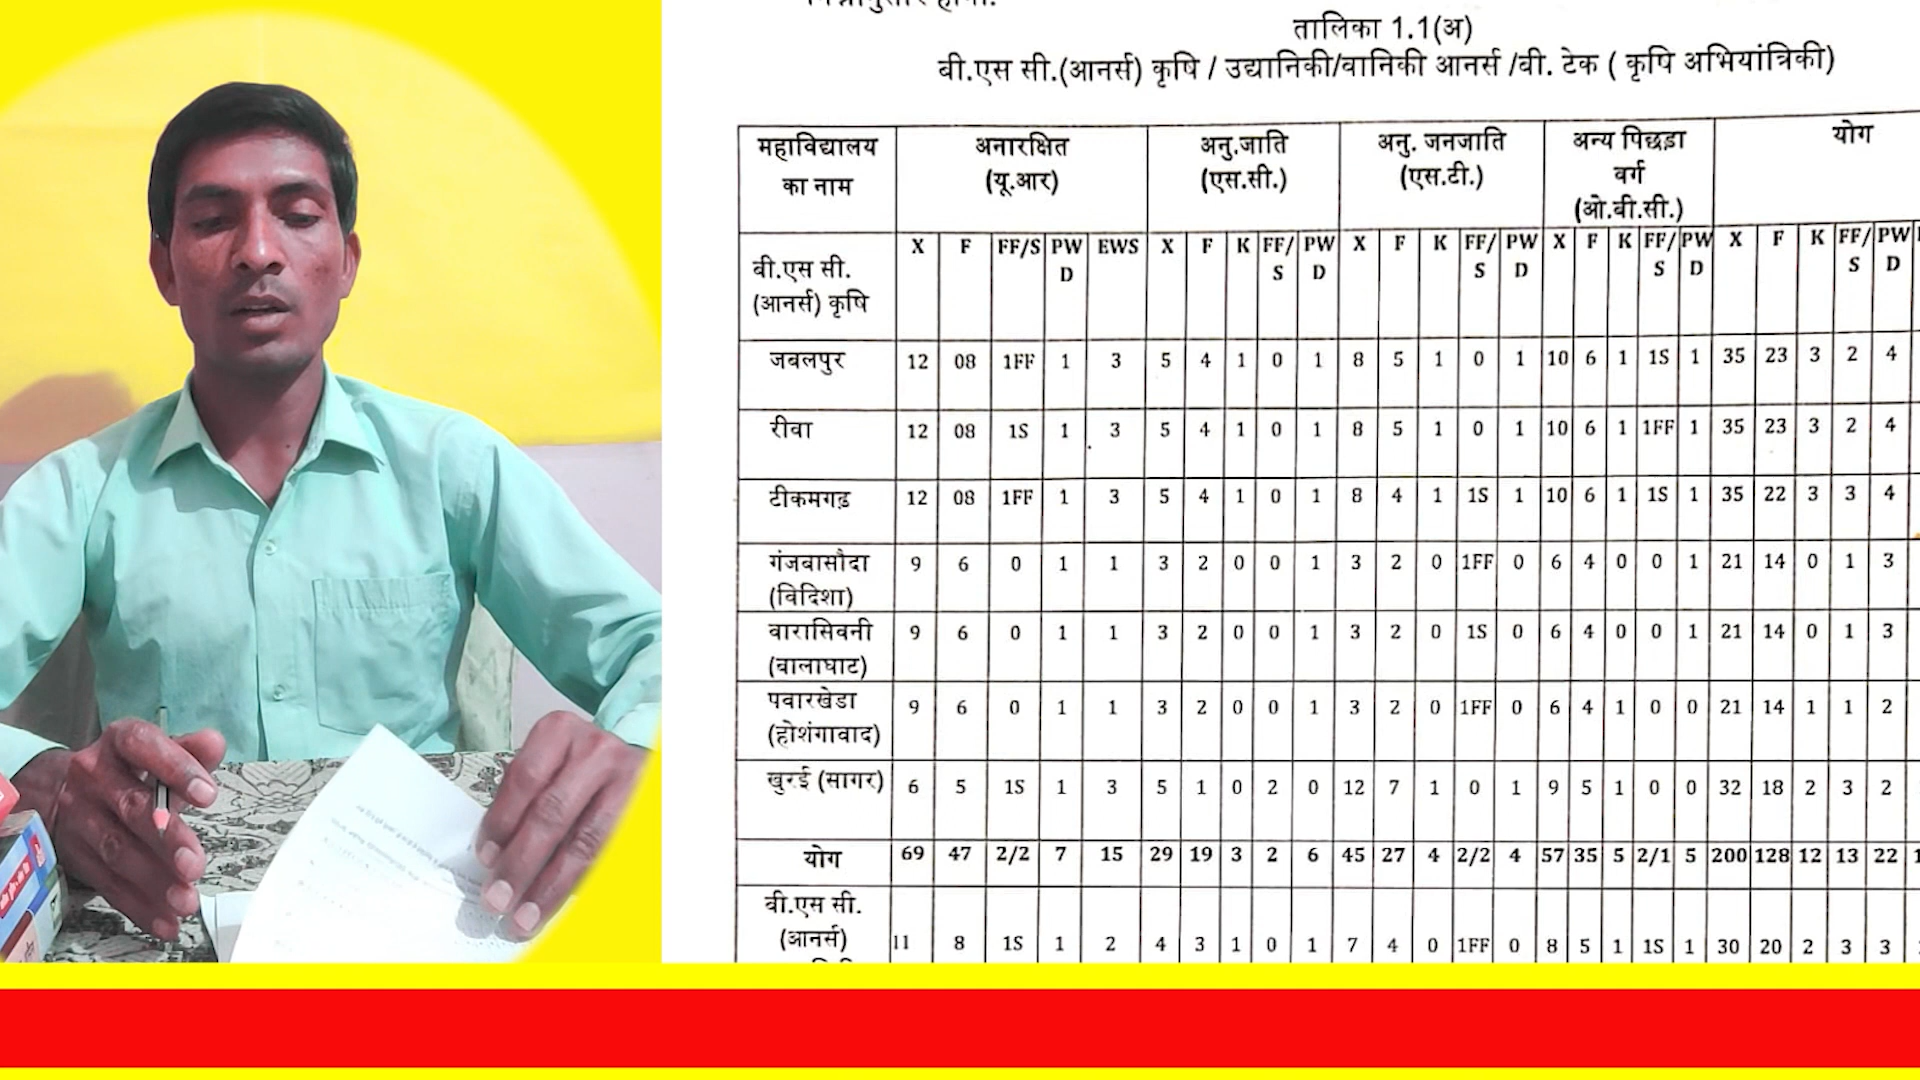 तालिका 1.1(अ)
बी.एस सी.(आनर्स) कृषि / उद्यानिकी/वानिकी आनर्स /बी. टेक ( कृषि अभियांत्रिकी)
महाविद्यालय का नाम अनारक्षित (यू.आर) अनु.जाति (एस.सी.) अनु. जनजाति (एस.टी.) अन्य पिछड़ा वर्ग (ओ.बी.सी.) योग
बी.एस सी. (आनर्स) कृषि X F FF/S PWD EWS X F K FF/S PWD X F K FF/S PWD X F K FF/S PWD X F K FF/S PWD
जबलपुर 12 08 1FF 1 3 5 4 1 0 1 8 5 1 0 1 10 6 1 1S 1 35 23 3 2 4
रीवा 12 08 1S 1 3 5 4 1 0 1 8 5 1 0 1 10 6 1 1FF 1 35 23 3 2 4
टीकमगढ़ 12 08 1FF 1 3 5 4 1 0 1 8 4 1 1S 1 10 6 1 1S 1 35 22 3 3 4
गंजबासौदा (विदिशा) 9 6 0 1 1 3 2 0 0 1 3 2 0 1FF 0 6 4 0 0 1 21 14 0 1 3
बारासिवनी (बालाघाट) 9 6 0 1 1 3 2 0 0 1 3 2 0 1S 0 6 4 0 0 1 21 14 0 1 3
पवारखेडा (होशंगाबाद) 9 6 0 1 1 3 2 0 0 1 3 2 0 1FF 0 6 4 1 0 0 21 14 1 1 2
खुरई (सागर) 6 5 1S 1 3 5 1 0 2 0 12 7 1 0 1 9 5 1 0 0 32 18 2 3 2
योग 69 47 2/2 7 15 29 19 3 2 6 45 27 4 2/2 4 57 35 5 2/1 5 200 128 12 13 22
बी.एस सी. (आनर्स) 11 8 1S 1 2 4 3 1 0 1 7 4 0 1FF 0 8 5 1 1S 1 30 20 2 3 3